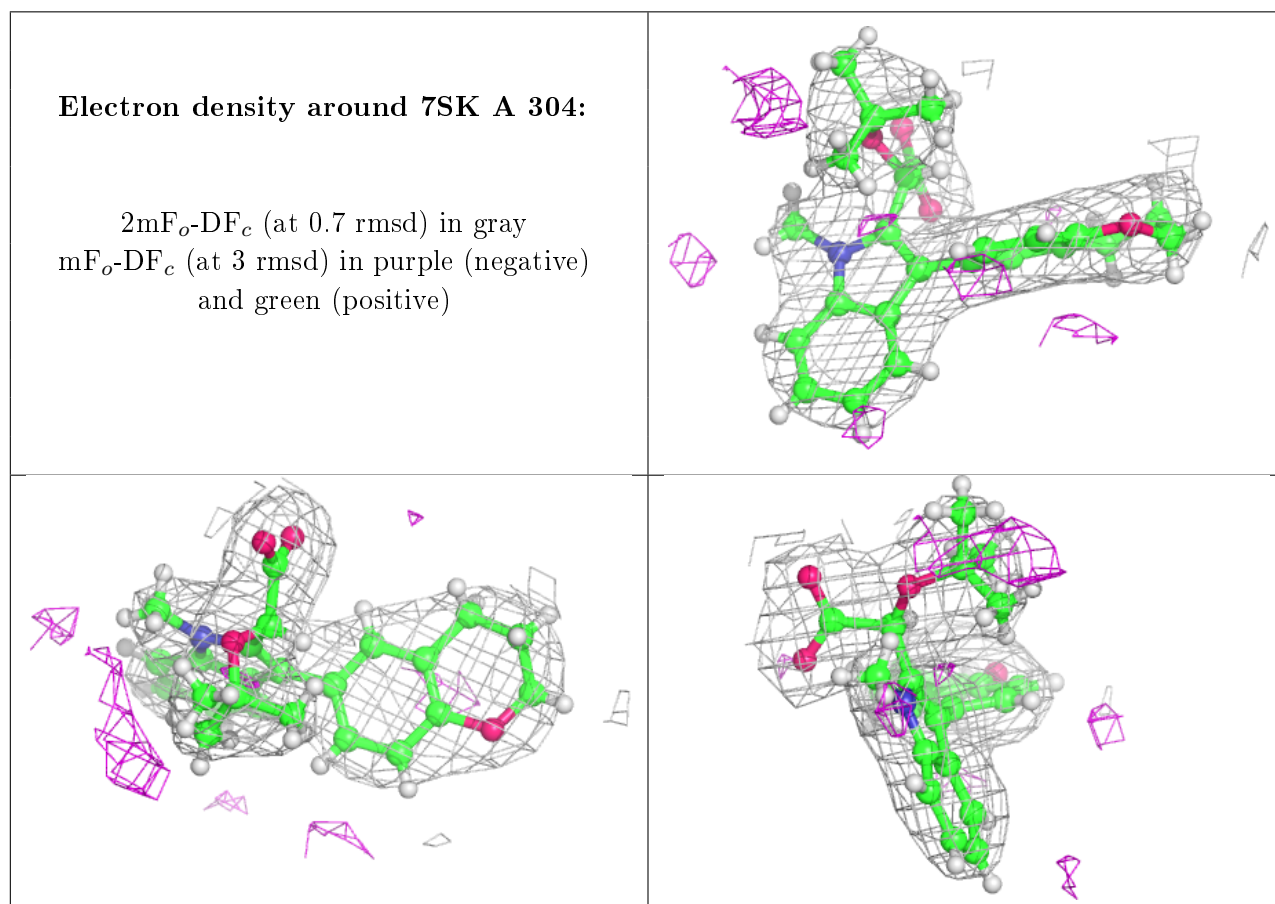 Electron density around 7SK A 304:
2mFo-DFc (at 0.7 rmsd) in gray
mFo-DFc (at 3 rmsd) in purple (negative)
and green (positive)